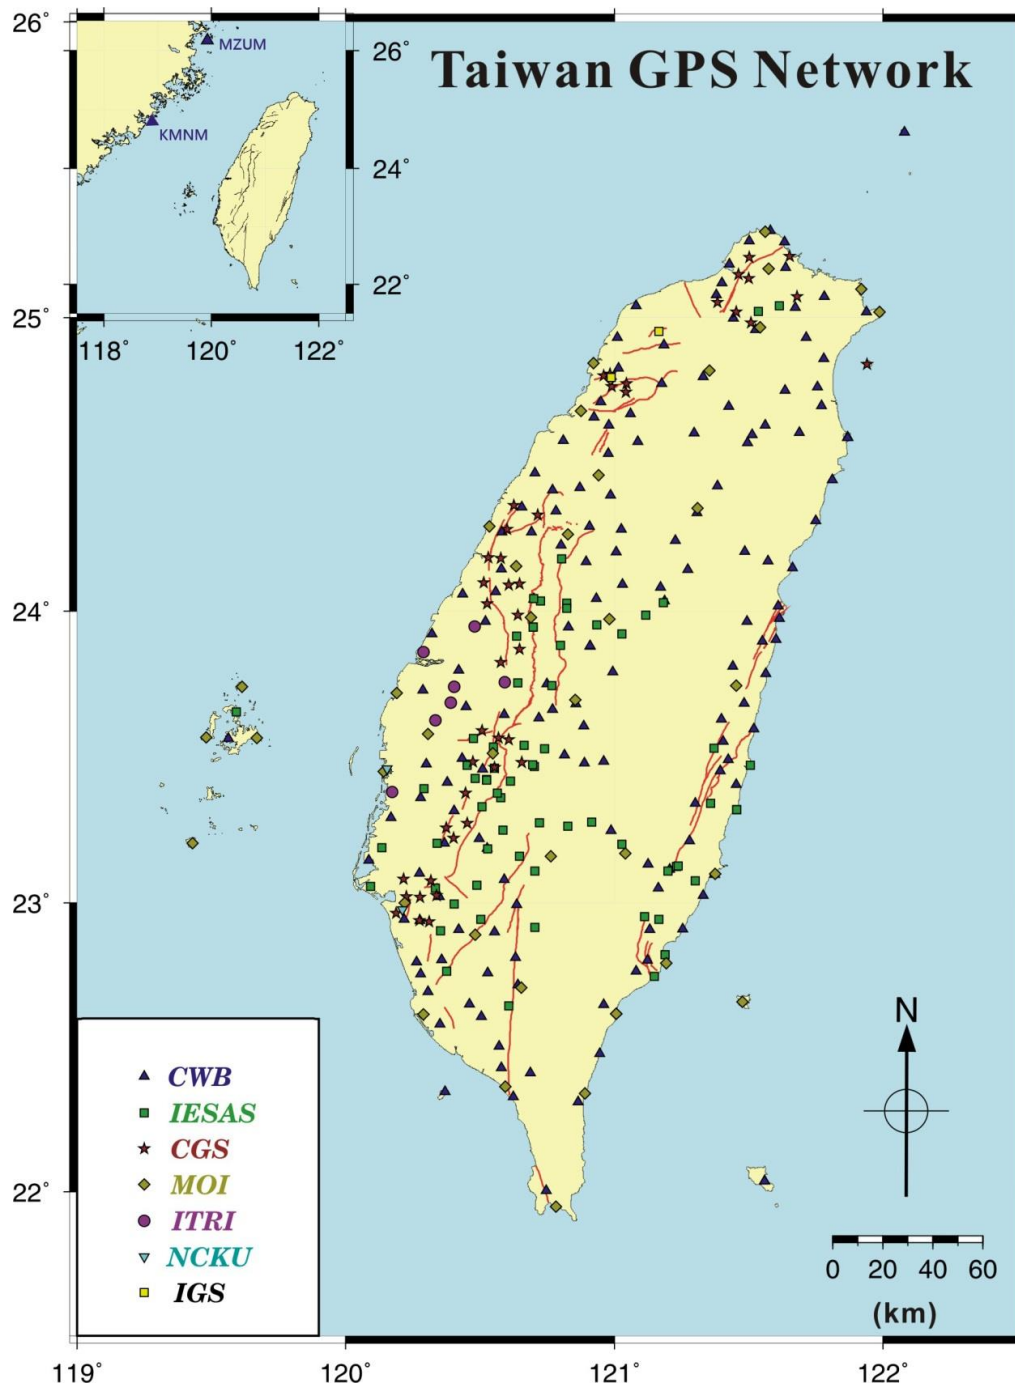 26°
MZUM
26°
Taiwan GPS Network
KMNM
24°
22°
25°
118°
120°
122°
24°
23°
N
CWB
IESAS
CGS
MOI
22°
ITRI
NCKU
0
20
40
60
IGS
(km)
119°
120°
121°
122°